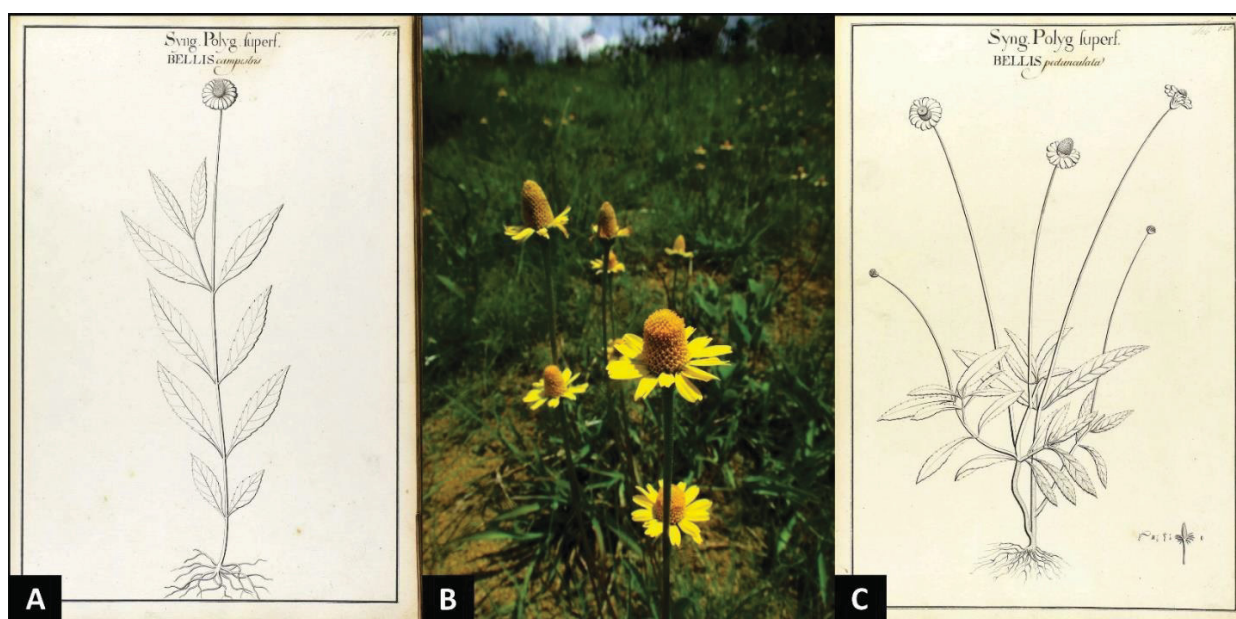 Syng. Polyg. ſuperf.
BELLIS campestris
A
B
Syng. Polyg. ſuperf.
BELLIS pedunculata
C